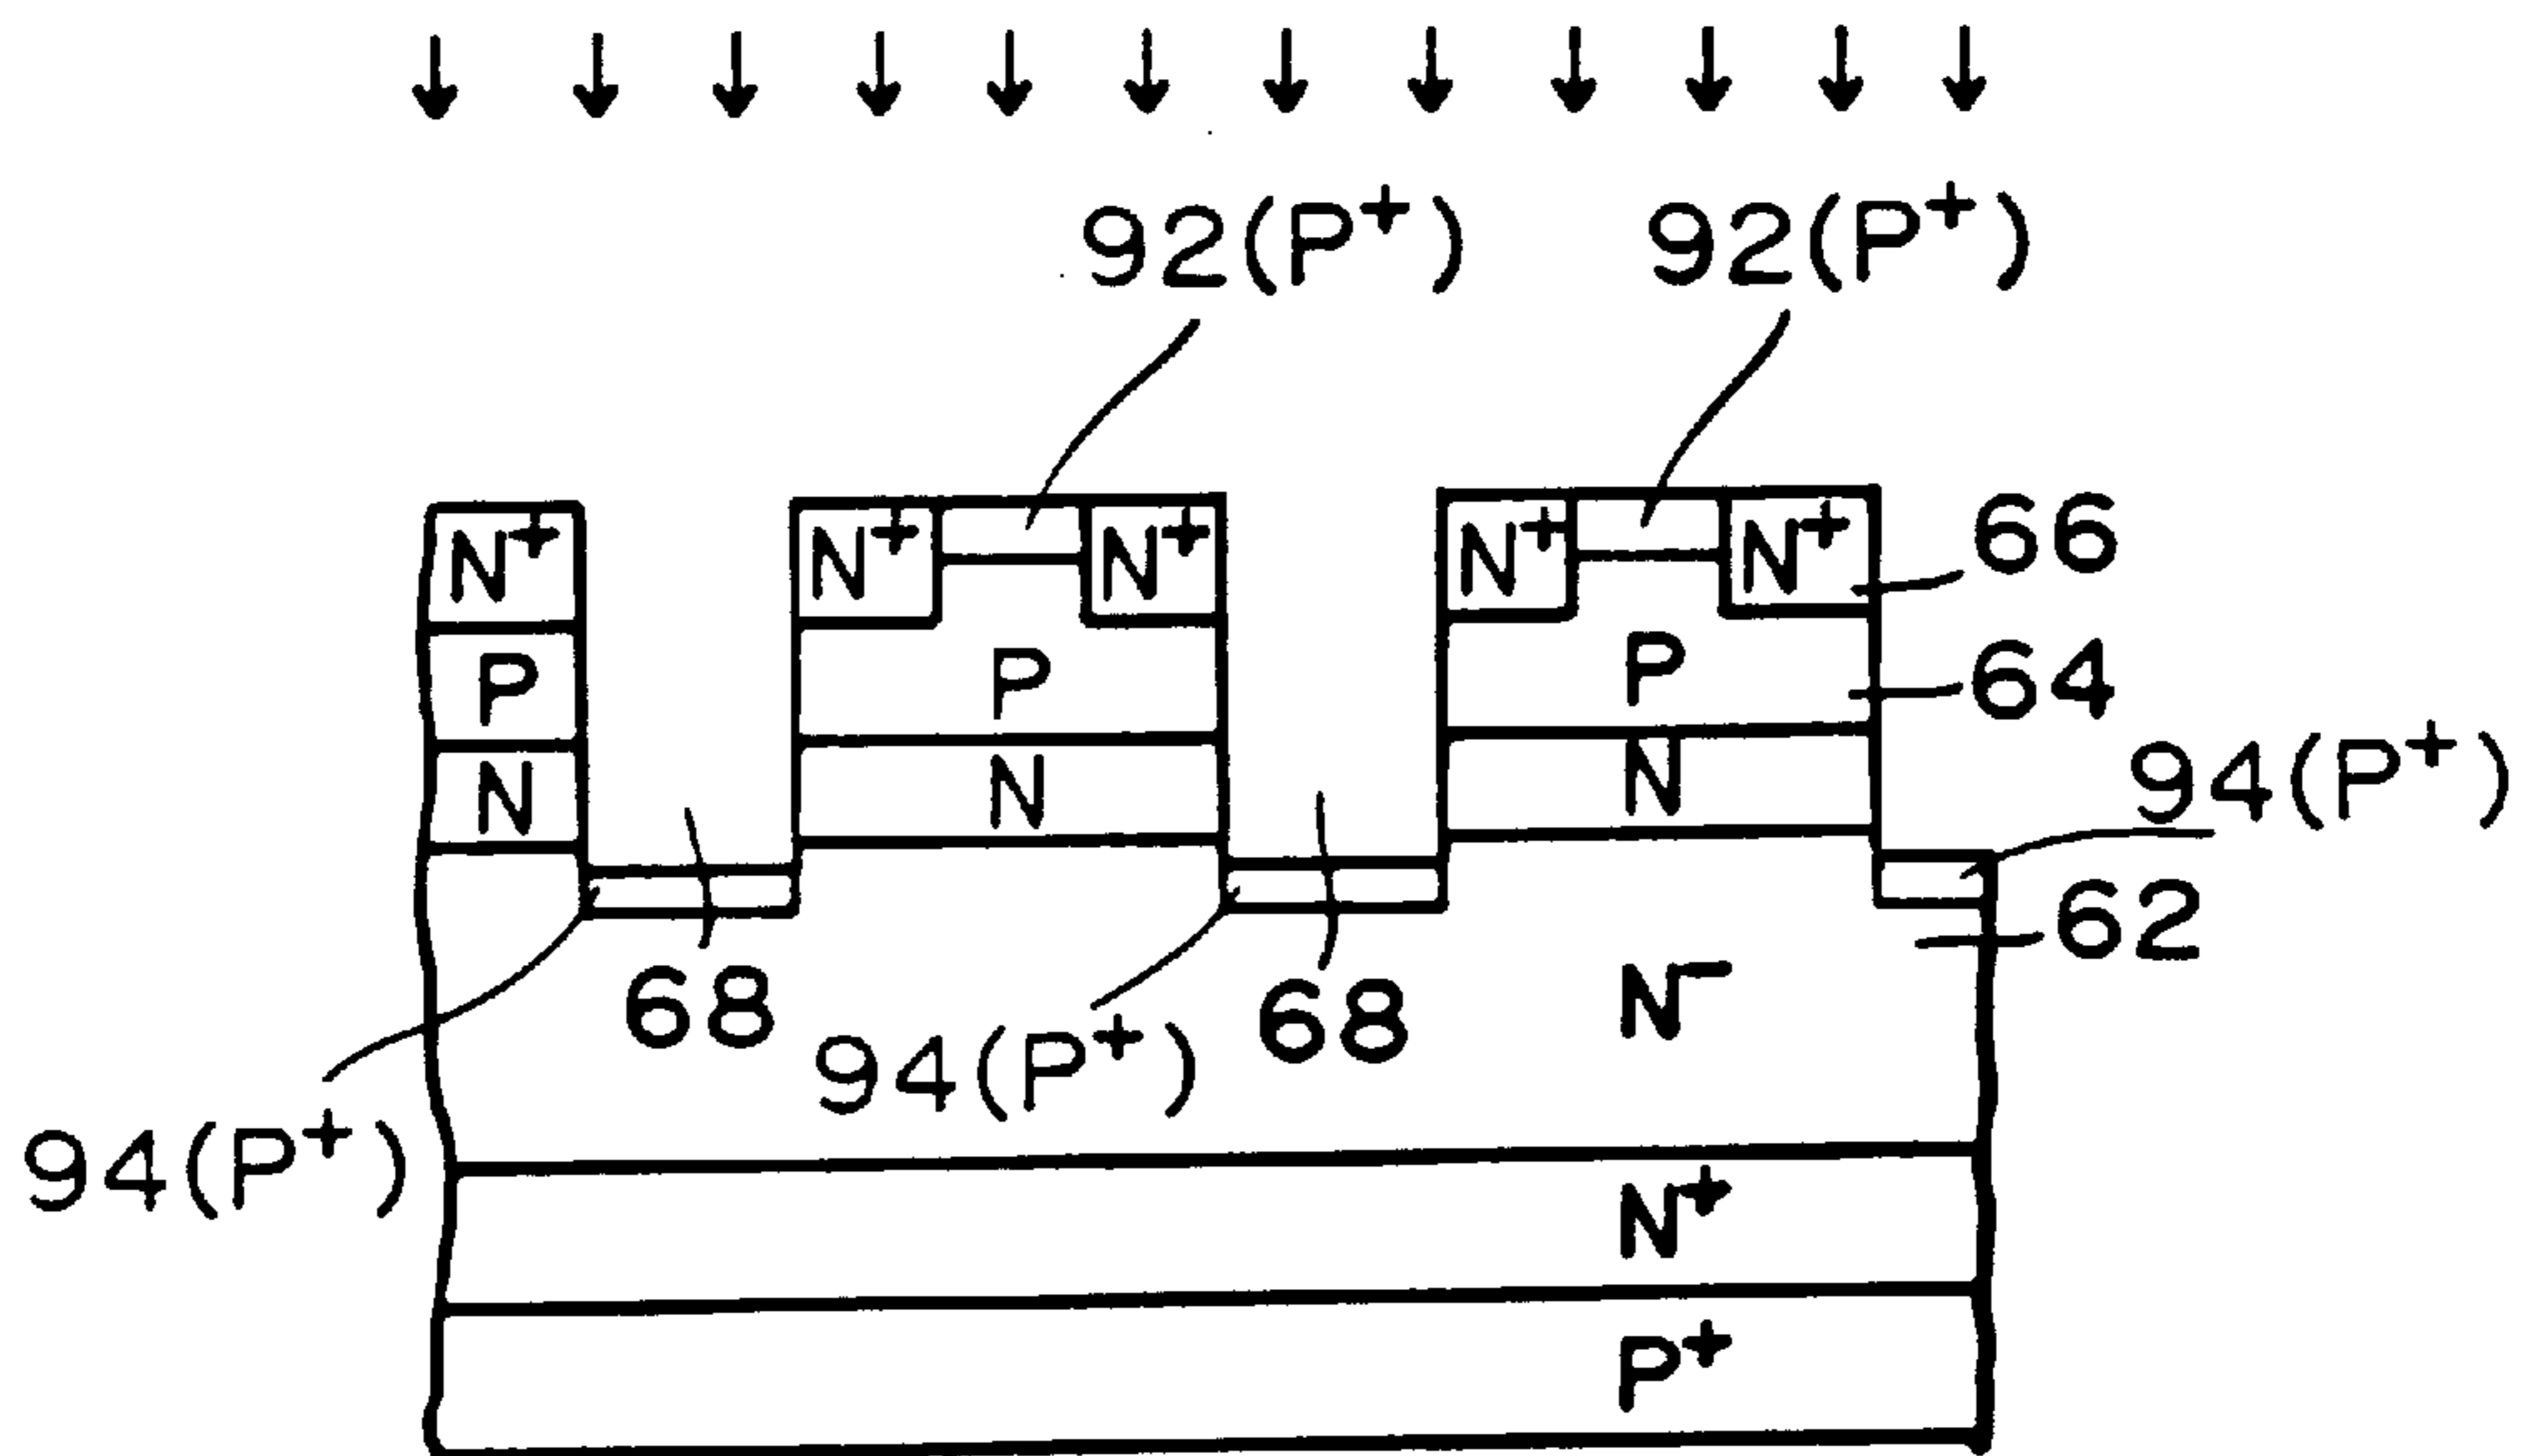 92(P⁺) 92(P⁺)
N⁺ N⁺ N⁺ N⁺ N⁺ 66
P P P 64
N N N 94(P⁺)
62
68 94(P⁺) 68 N⁻
94(P⁺) N⁺
P⁺